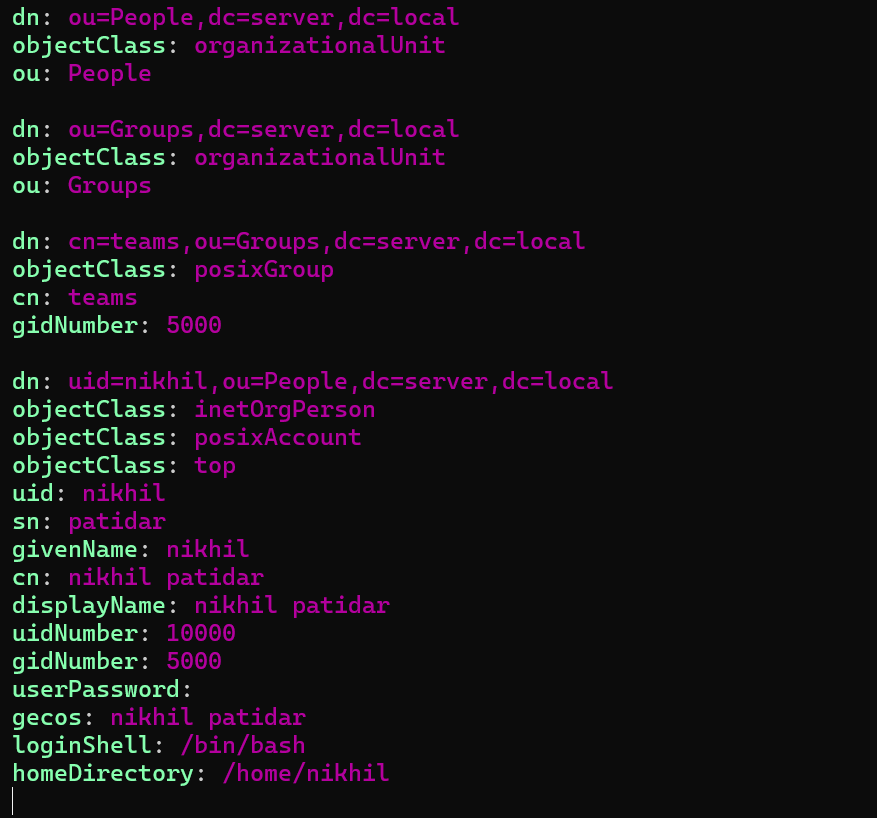 dn: ou=People,dc=server,dc=local
objectClass: organizationalUnit
ou: People

dn: ou=Groups,dc=server,dc=local
objectClass: organizationalUnit
ou: Groups

dn: cn=teams,ou=Groups,dc=server,dc=local
objectClass: posixGroup
cn: teams
gidNumber: 5000

dn: uid=nikhil,ou=People,dc=server,dc=local
objectClass: inetOrgPerson
objectClass: posixAccount
objectClass: top
uid: nikhil
sn: patidar
givenName: nikhil
cn: nikhil patidar
displayName: nikhil patidar
uidNumber: 10000
gidNumber: 5000
userPassword:
gecos: nikhil patidar
loginShell: /bin/bash
homeDirectory: /home/nikhil